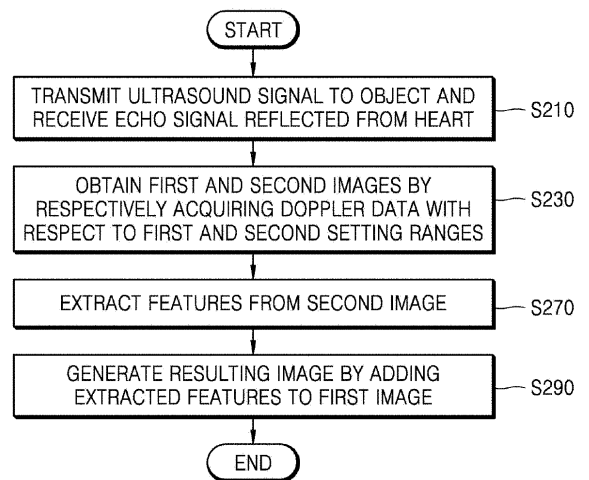 START
TRANSMIT ULTRASOUND SIGNAL TO OBJECT AND
RECEIVE ECHO SIGNAL REFLECTED FROM HEART
S210
OBTAIN FIRST AND SECOND IMAGES BY
RESPECTIVELY ACQUIRING DOPPLER DATA WITH
RESPECT TO FIRST AND SECOND SETTING RANGES
S230
EXTRACT FEATURES FROM SECOND IMAGE
S270
GENERATE RESULTING IMAGE BY ADDING
EXTRACTED FEATURES TO FIRST IMAGE
S290
END